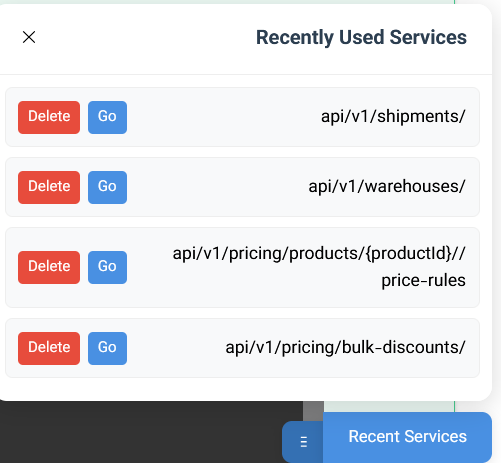 Recently Used Services
Delete Go api/v1/shipments/
Delete Go api/v1/warehouses/
Delete Go api/v1/pricing/products/{productId}//
price-rules
Delete Go api/v1/pricing/bulk-discounts/
Recent Services